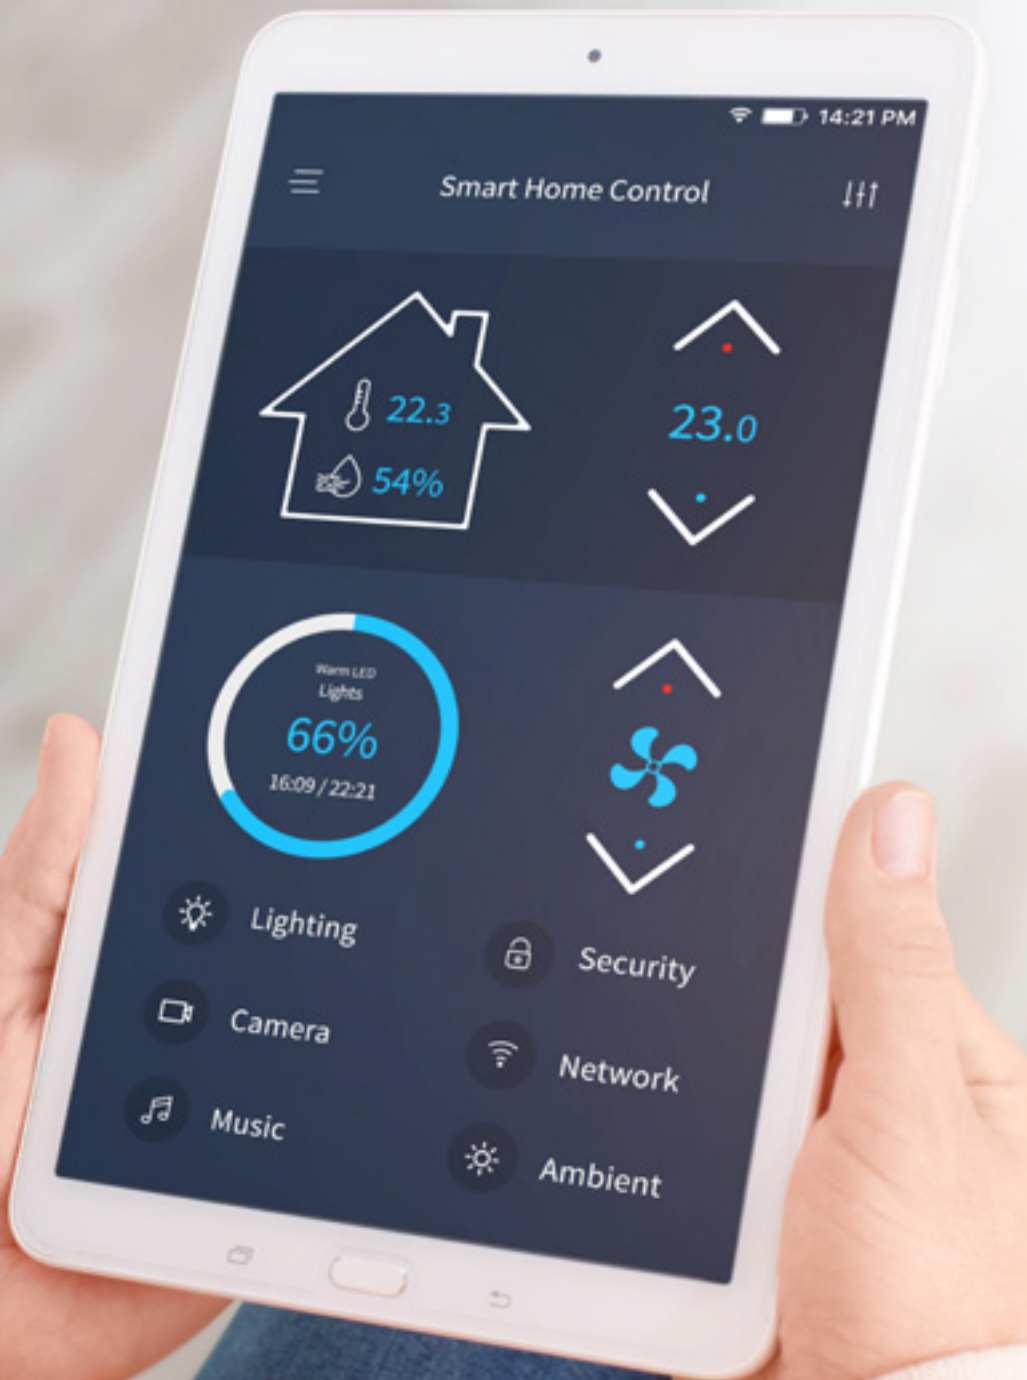 14:21 PM
Smart Home Control
22.3
54%
23.0
Warm LED
Lights
66%
16:09 / 22:21
Lighting
Camera
Music
Security
Network
Ambient